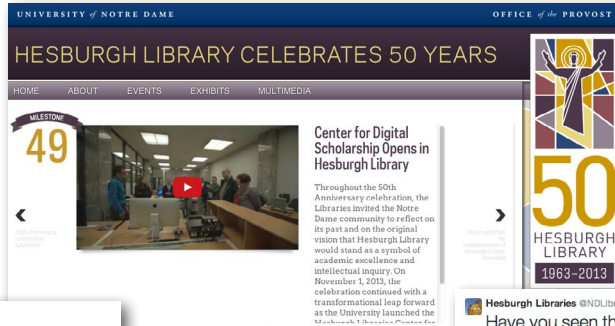 UNIVERSITY of NOTRE DAME
OFFICE of the PROVOST
HESBURGH LIBRARY CELEBRATES 50 YEARS
HOME ABOUT EVENTS EXHIBITS MULTIMEDIA
MILESTONE
49
Center for Digital
Scholarship Opens in
Hesburgh Library
Throughout the 50th
Anniversary celebration, the
Libraries invited the Notre
Dame community to reflect on
its past and on the original
vision that Hesburgh Library
would stand as a symbol of
academic excellence and
intellectual inquiry. On
November 1, 2013, the
celebration continued with a
transformational leap forward
as the University launched the
Hesburgh Libraries Center for
50
HESBURGH
LIBRARY
1963–2013
Hesburgh Libraries
Have you seen